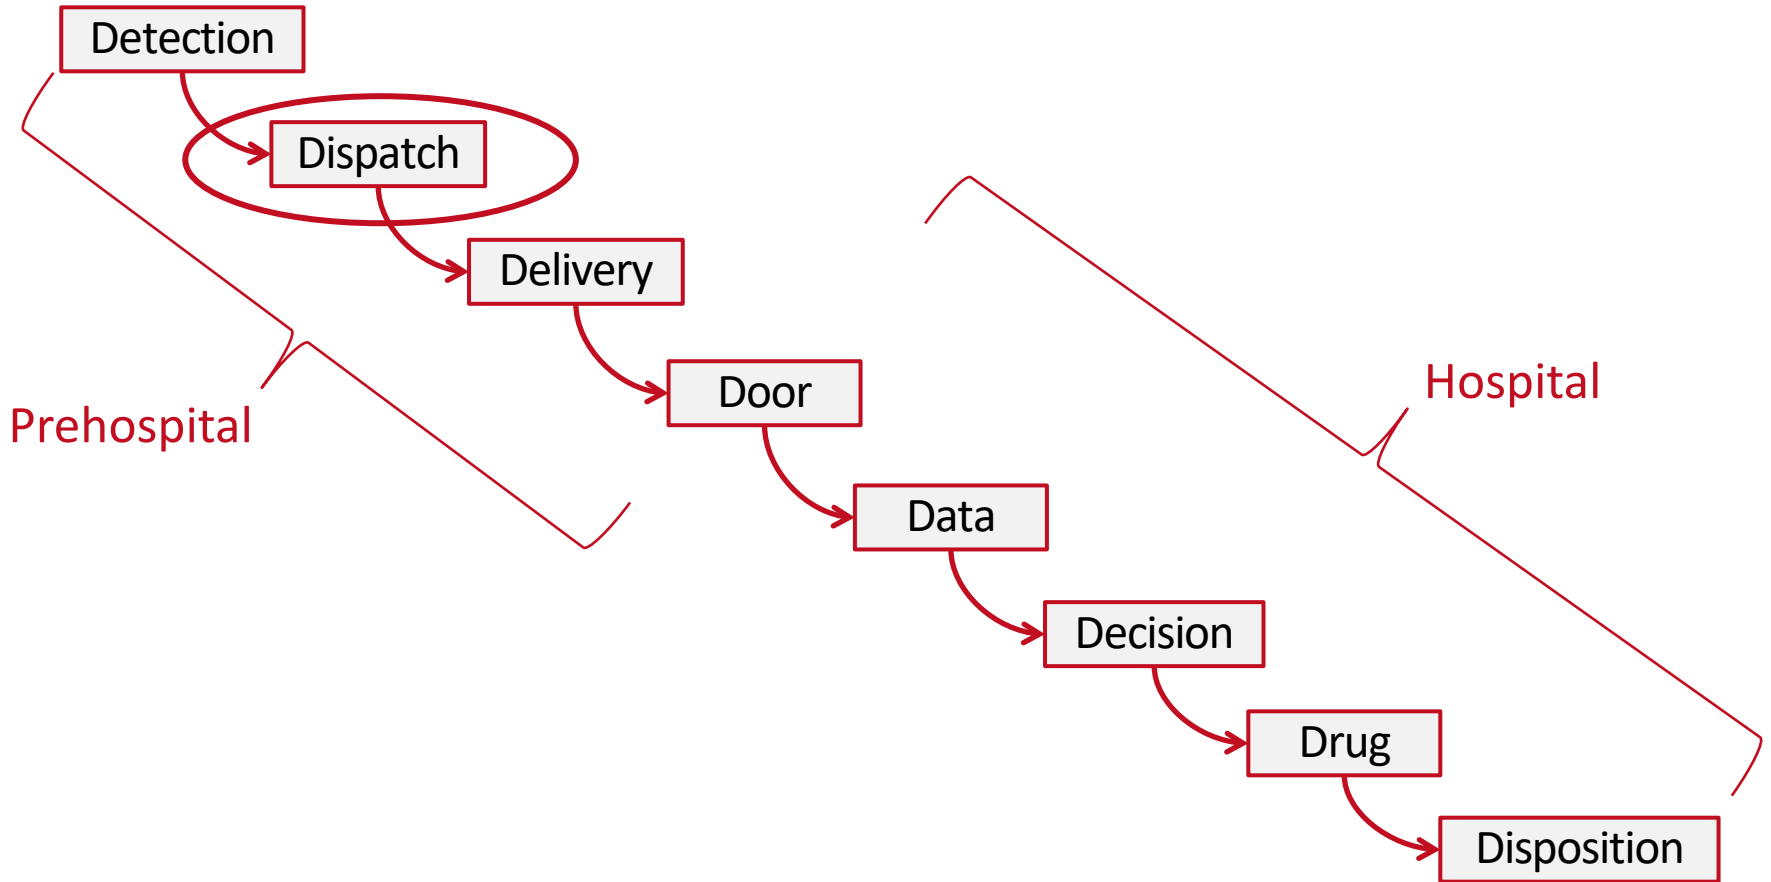 Detection
Dispatch
Delivery
Door
Hospital
Prehospital
Data
Decision
Drug
Disposition